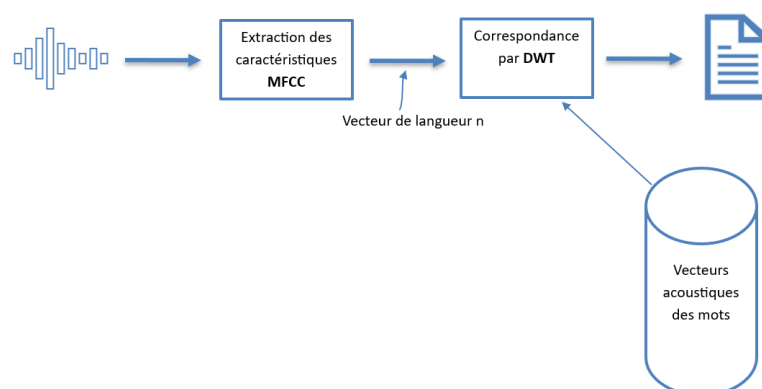 Extraction des
caractéristiques
MFCC
Correspondance
par DWT
Vecteur de langueur n
Vecteurs
acoustiques
des mots